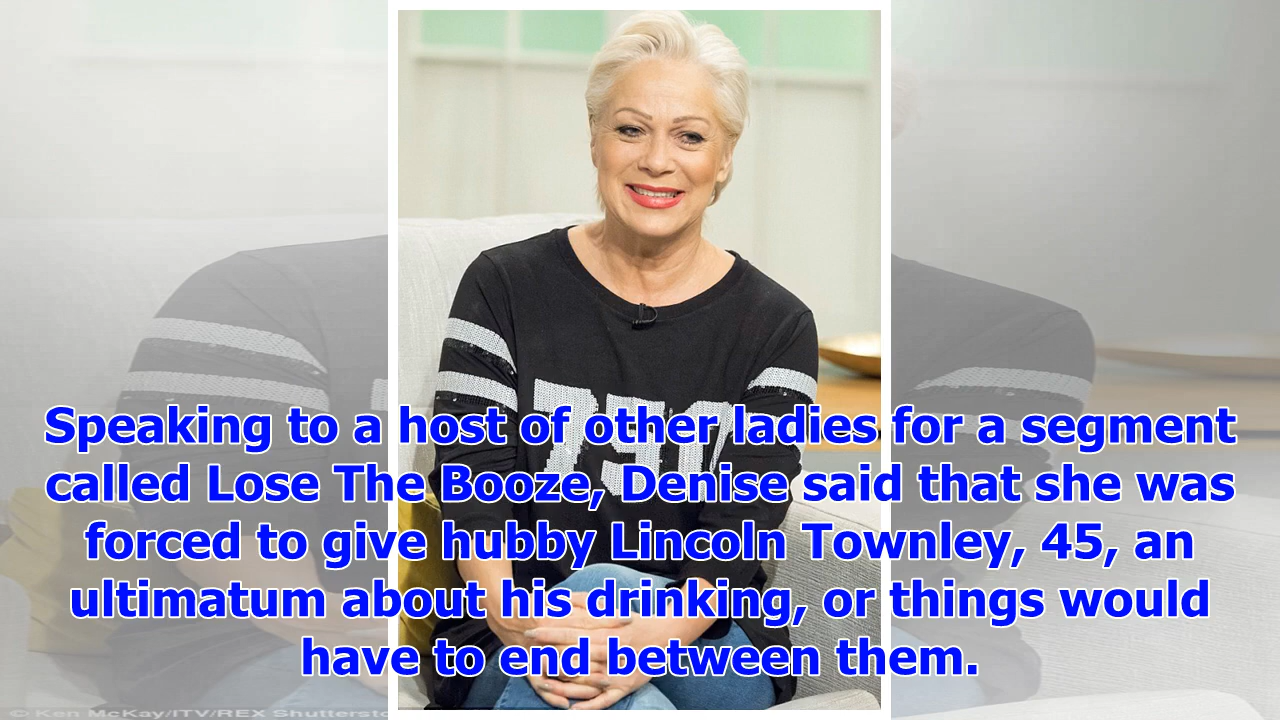 Speaking to a host of other ladies for a segment
called Lose The Booze, Denise said that she was
forced to give hubby Lincoln Townley, 45, an
ultimatum about his drinking, or things would
have to end between them.
© Ken McKay/ITV/REX Shutterst